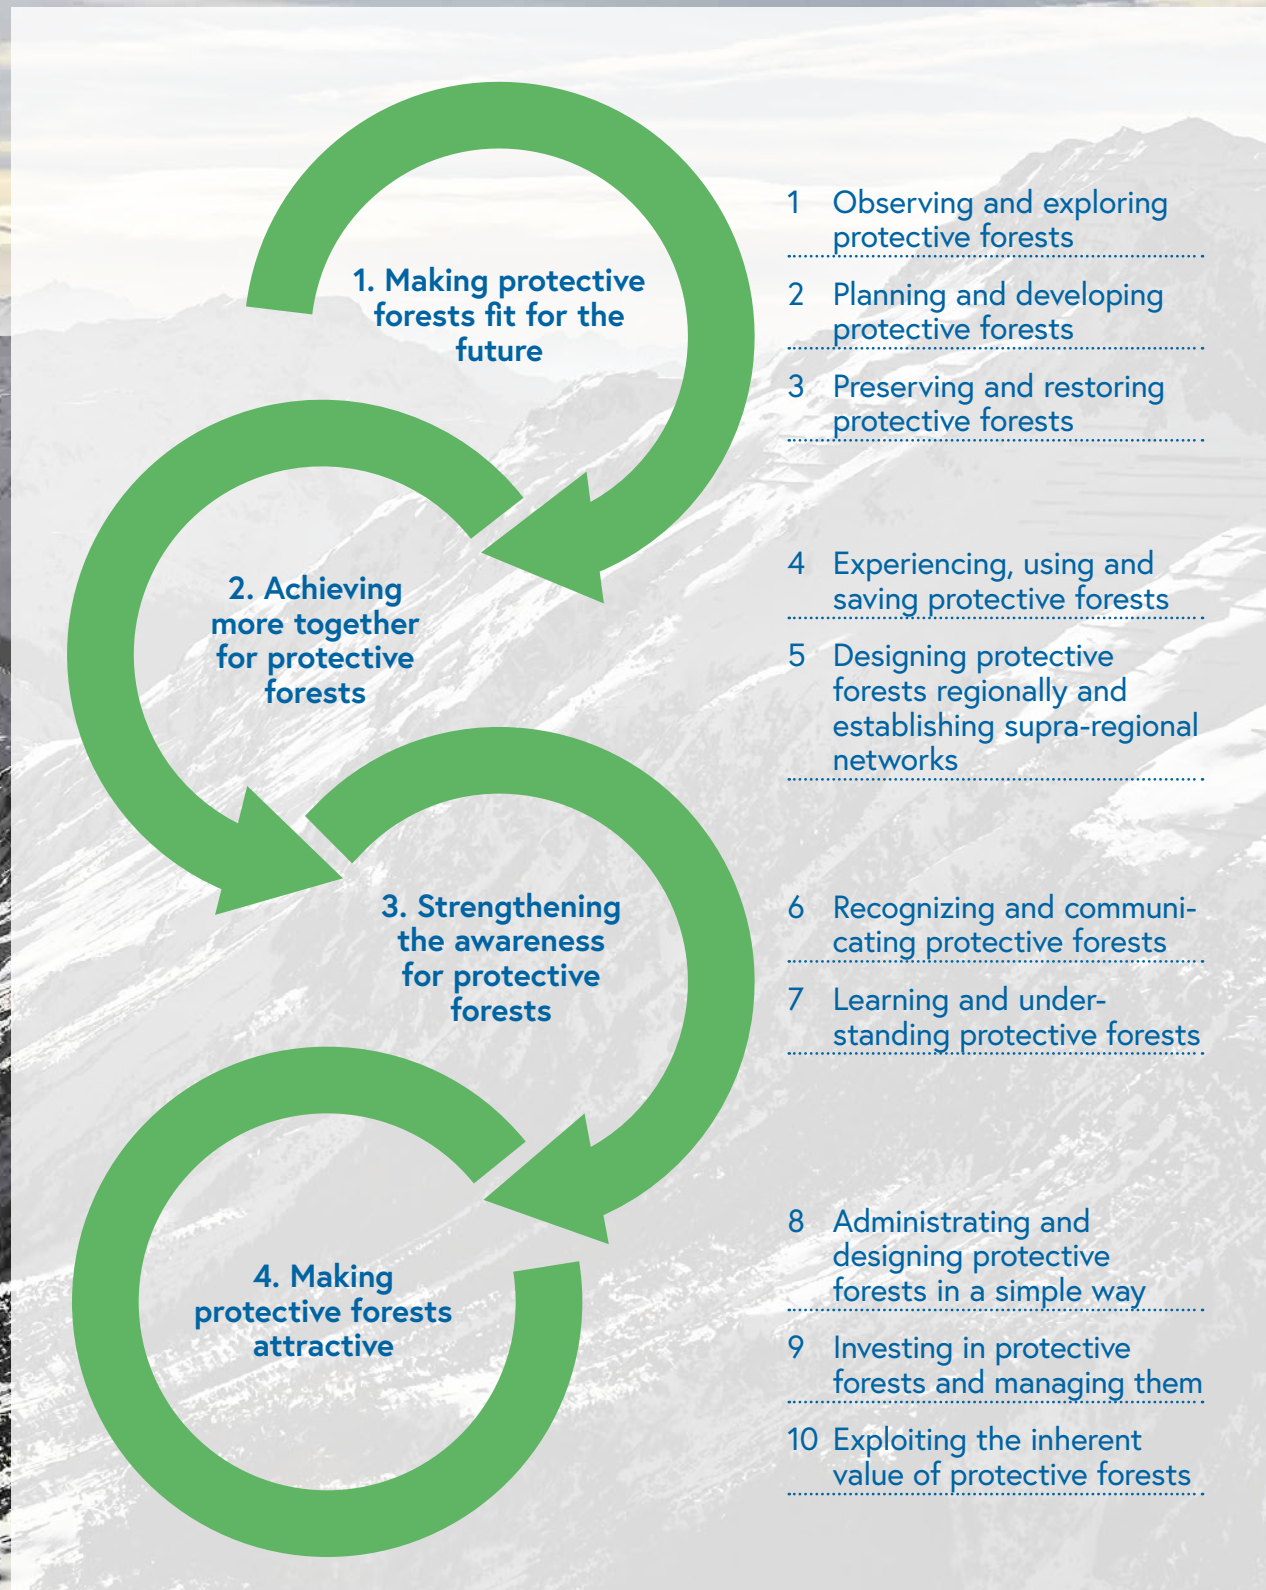 1. Making protective
forests fit for the
future
1 Observing and exploring
protective forests
2 Planning and developing
protective forests
3 Preserving and restoring
protective forests
2. Achieving
more together
for protective
forests
4 Experiencing, using and
saving protective forests
5 Designing protective
forests regionally and
establishing supra-regional
networks
3. Strengthening
the awareness
for protective
forests
6 Recognizing and communi-
cating protective forests
7 Learning and under-
standing protective forests
4. Making
protective forests
attractive
8 Administrating and
designing protective
forests in a simple way
9 Investing in protective
forests and managing them
10 Exploiting the inherent
value of protective forests